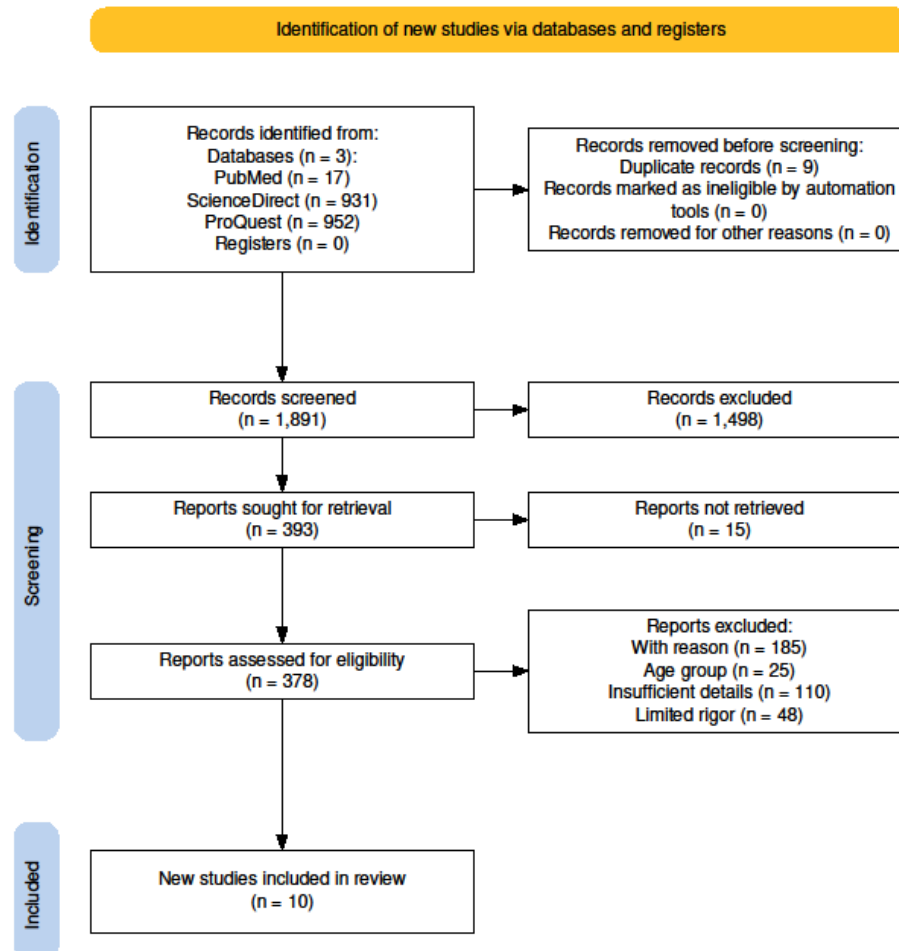 Identification of new studies via databases and registers
Identification
Records identified from:
Databases (n = 3):
PubMed (n = 17)
ScienceDirect (n = 931)
ProQuest (n = 952)
Registers (n = 0)
Records removed before screening:
Duplicate records (n = 9)
Records marked as ineligible by automation
tools (n = 0)
Records removed for other reasons (n = 0)
Screening
Records screened
(n = 1,891)
Records excluded
(n = 1,498)
Reports sought for retrieval
(n = 393)
Reports not retrieved
(n = 15)
Reports assessed for eligibility
(n = 378)
Reports excluded:
With reason (n = 185)
Age group (n = 25)
Insufficient details (n = 110)
Limited rigor (n = 48)
Included
New studies included in review
(n = 10)